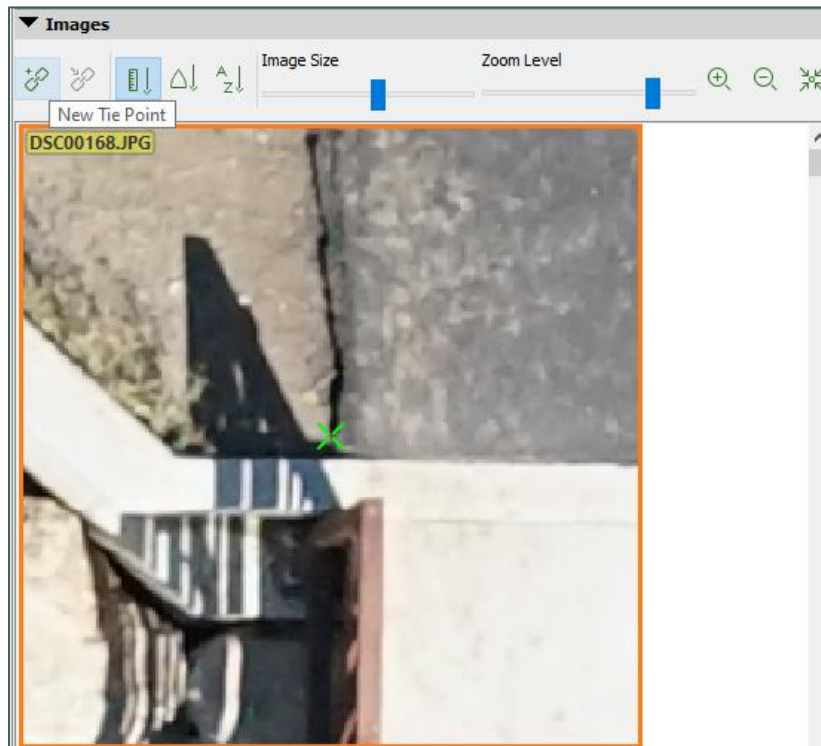 Images
Image Size
Zoom Level
A
Z
New Tie Point
DSC00168.JPG